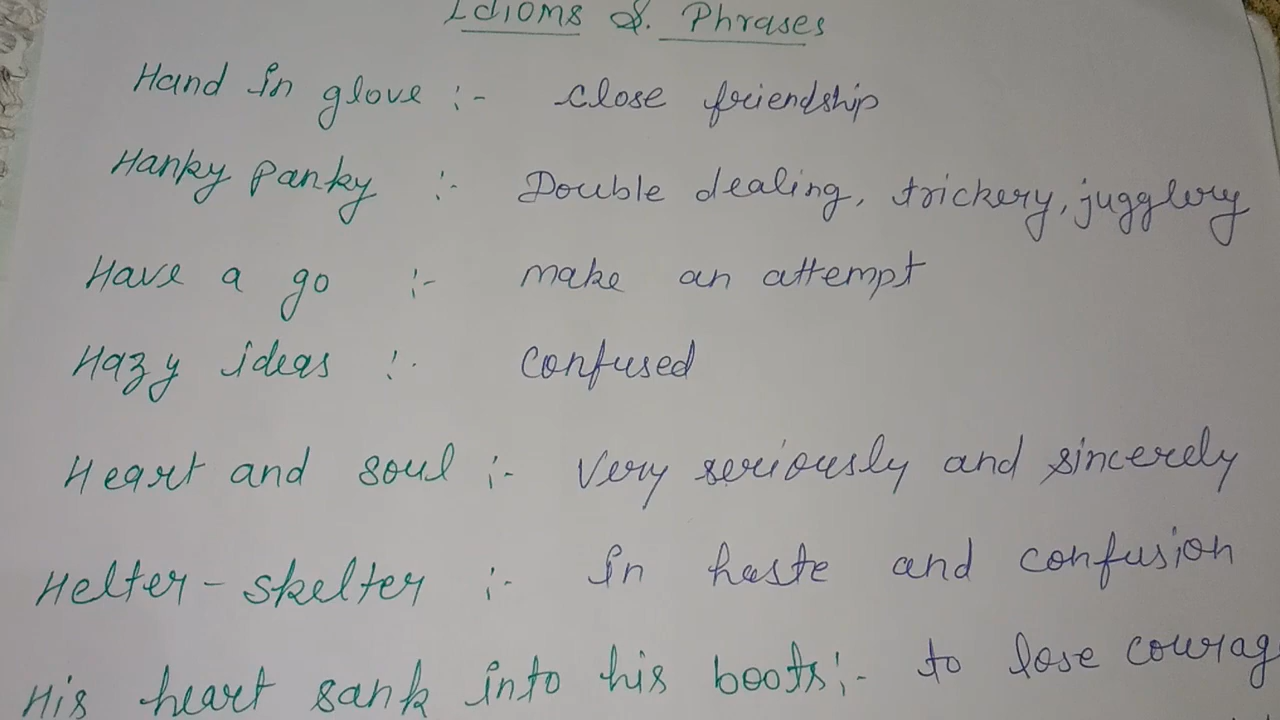 Idioms &. Phrases
Hand in glove :- close friendship
Hanky panky :- Double dealing, trickery, jugglery
Have a go :- make an attempt
Hazy ideas :- confused
Heart and soul :- Very seriously and sincerely
Helter-skelter :- in haste and confusion
His heart sank into his boots:- to lose courag